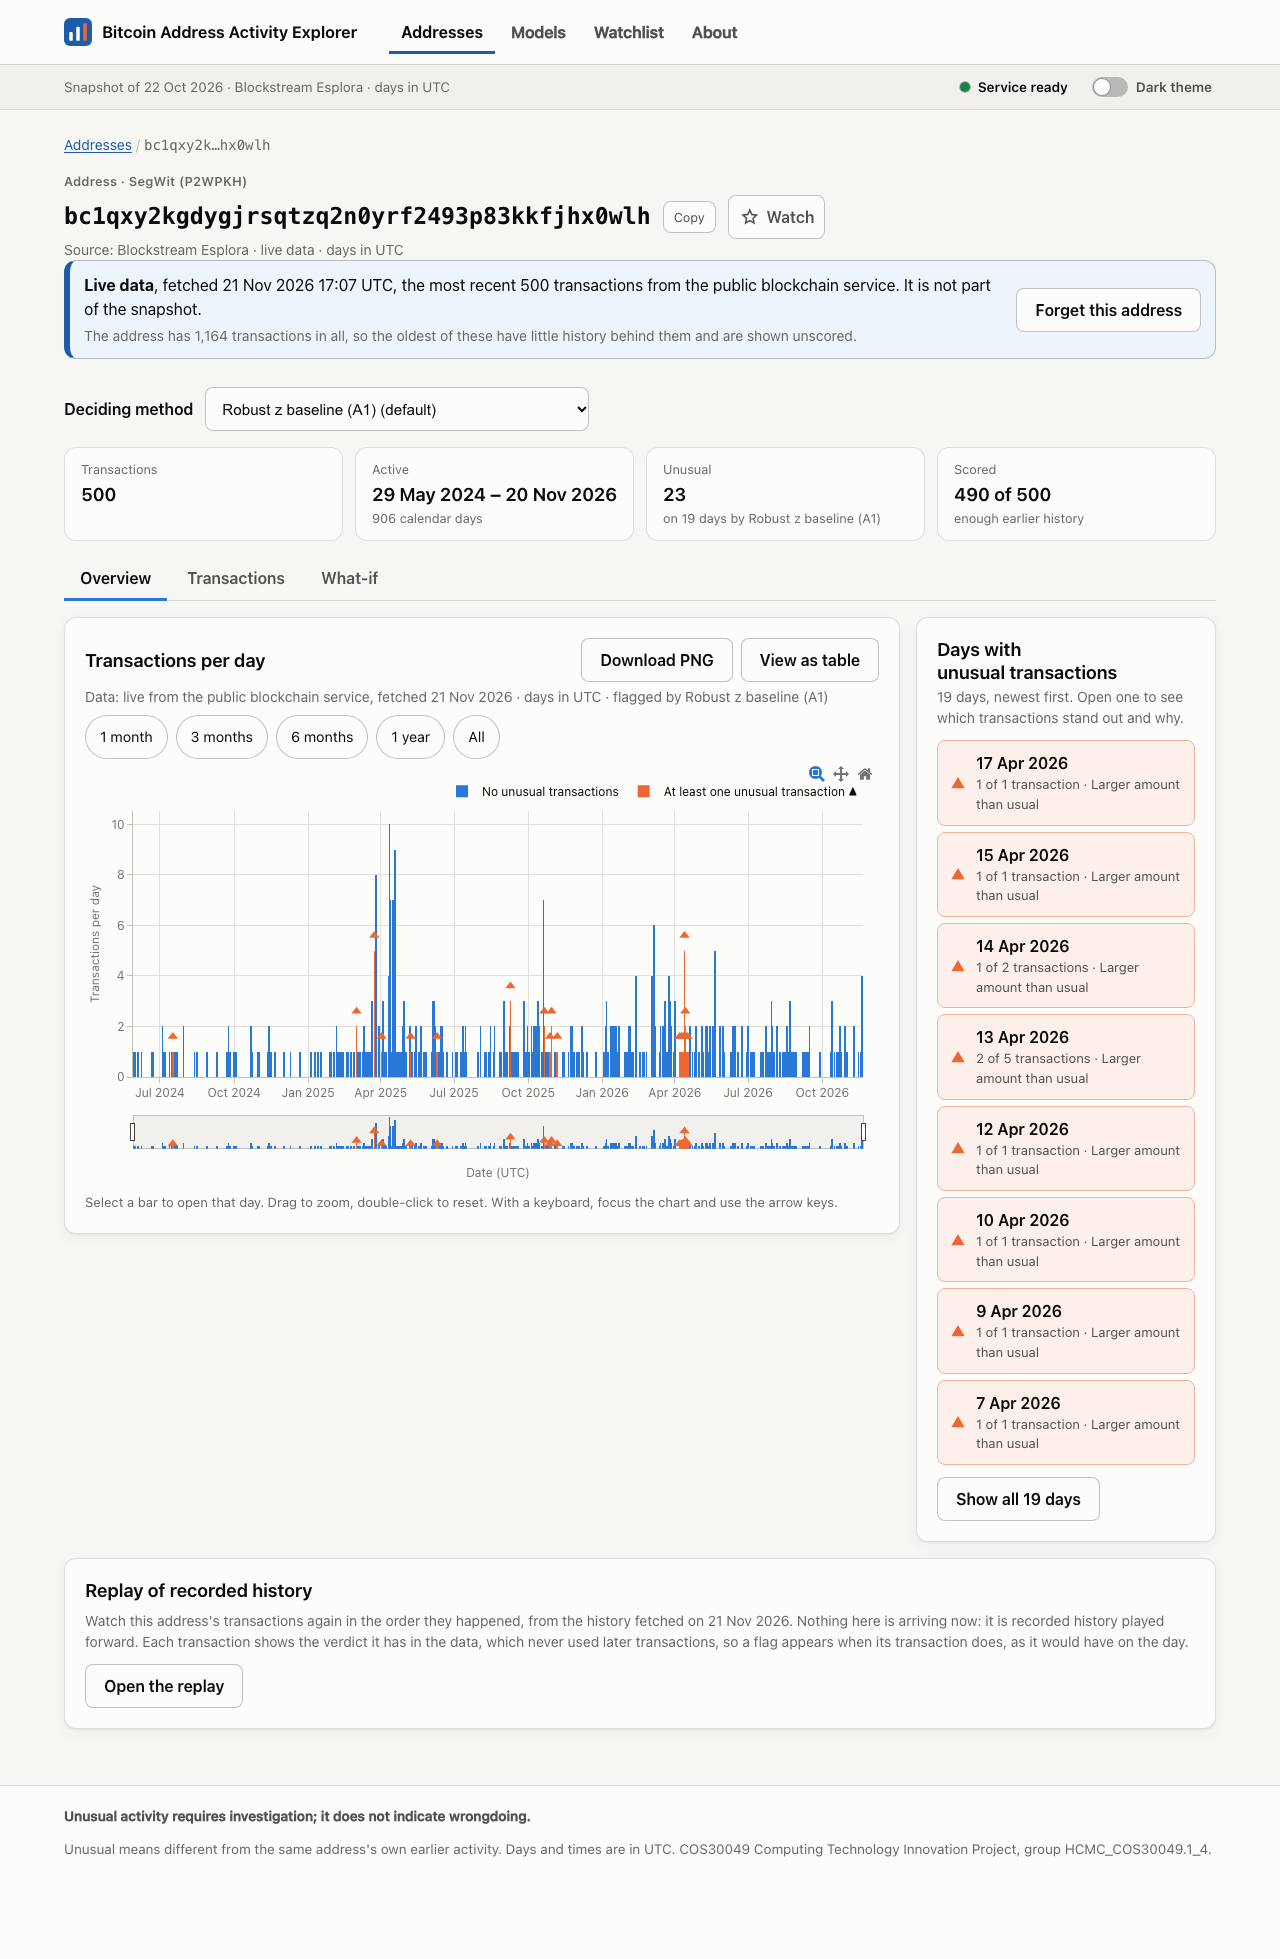 Bitcoin Address Activity Explorer
Addresses
Models
Watchlist
About
Snapshot of 22 Oct 2026 · Blockstream Esplora · days in UTC
Service ready
Dark theme
Addresses / bc1qxy2k…hx0wlh
Address · SegWit (P2WPKH)
bc1qxy2kgdygjrsqtzq2n0yrf2493p83kkfjhx0wlh
Copy
Watch
Source: Blockstream Esplora · live data · days in UTC
Live data, fetched 21 Nov 2026 17:07 UTC, the most recent 500 transactions from the public blockchain service. It is not part
of the snapshot.
The address has 1,164 transactions in all, so the oldest of these have little history behind them and are shown unscored.
Forget this address
Deciding method
Robust z baseline (A1) (default)
Transactions
500
Active
29 May 2024 – 20 Nov 2026
906 calendar days
Unusual
23
on 19 days by Robust z baseline (A1)
Scored
490 of 500
enough earlier history
Overview
Transactions
What-if
Transactions per day
Download PNG
View as table
Data: live from the public blockchain service, fetched 21 Nov 2026 · days in UTC · flagged by Robust z baseline (A1)
1 month
3 months
6 months
1 year
All
No unusual transactions
At least one unusual transaction ▲
Transactions per day
10
8
6
4
2
0
Jul 2024
Oct 2024
Jan 2025
Apr 2025
Jul 2025
Oct 2025
Jan 2026
Apr 2026
Jul 2026
Oct 2026
Date (UTC)
Select a bar to open that day. Drag to zoom, double-click to reset. With a keyboard, focus the chart and use the arrow keys.
Days with
unusual transactions
19 days, newest first. Open one to see
which transactions stand out and why.
17 Apr 2026
1 of 1 transaction · Larger amount
than usual
15 Apr 2026
1 of 1 transaction · Larger amount
than usual
14 Apr 2026
1 of 2 transactions · Larger
amount than usual
13 Apr 2026
2 of 5 transactions · Larger
amount than usual
12 Apr 2026
1 of 1 transaction · Larger amount
than usual
10 Apr 2026
1 of 1 transaction · Larger amount
than usual
9 Apr 2026
1 of 1 transaction · Larger amount
than usual
7 Apr 2026
1 of 1 transaction · Larger amount
than usual
Show all 19 days
Replay of recorded history
Watch this address's transactions again in the order they happened, from the history fetched on 21 Nov 2026. Nothing here is arriving now: it is recorded history played
forward. Each transaction shows the verdict it has in the data, which never used later transactions, so a flag appears when its transaction does, as it would have on the day.
Open the replay
Unusual activity requires investigation; it does not indicate wrongdoing.
Unusual means different from the same address's own earlier activity. Days and times are in UTC. COS30049 Computing Technology Innovation Project, group HCMC_COS30049.1_4.